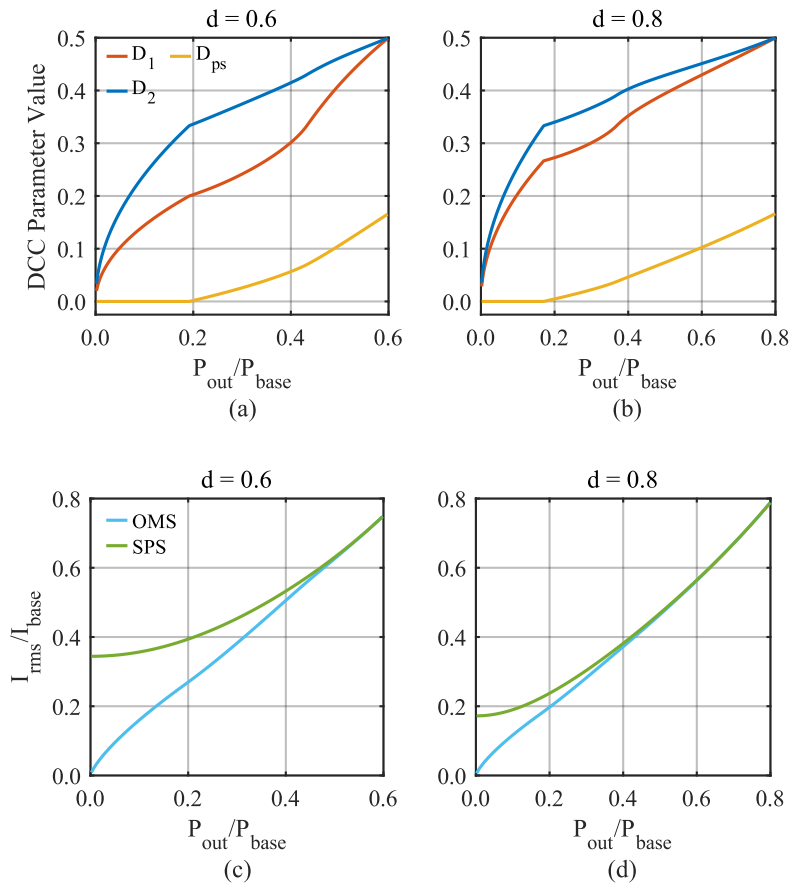 d = 0.6
d = 0.8
DCC Parameter Value
0.5
0.4
0.3
0.2
0.1
0.0
D1
Dps
D2
0.0 0.2 0.4 0.6
Pout/Pbase
(a)
0.5
0.4
0.3
0.2
0.1
0.0
0.0 0.2 0.4 0.6 0.8
Pout/Pbase
(b)
d = 0.6
d = 0.8
Irms/Ibase
0.8
0.6
0.4
0.2
0.0
OMS
SPS
0.0 0.2 0.4 0.6
Pout/Pbase
(c)
0.8
0.6
0.4
0.2
0.0
0.0 0.2 0.4 0.6 0.8
Pout/Pbase
(d)